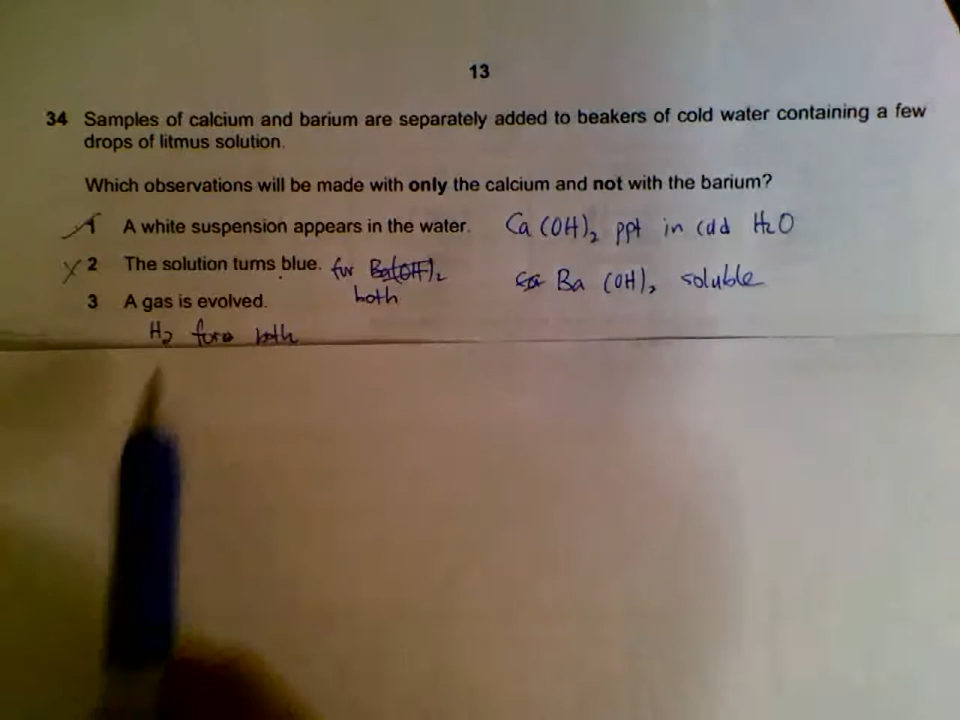 13
34 Samples of calcium and barium are separately added to beakers of cold water containing a few
drops of litmus solution.
Which observations will be made with only the calcium and not with the barium?
1 A white suspension appears in the water. Ca(OH)2 ppt in cold H2O
X 2 The solution turns blue. for Ba(OH)2 Ba (OH)2 soluble
both
3 A gas is evolved.
H2 for both